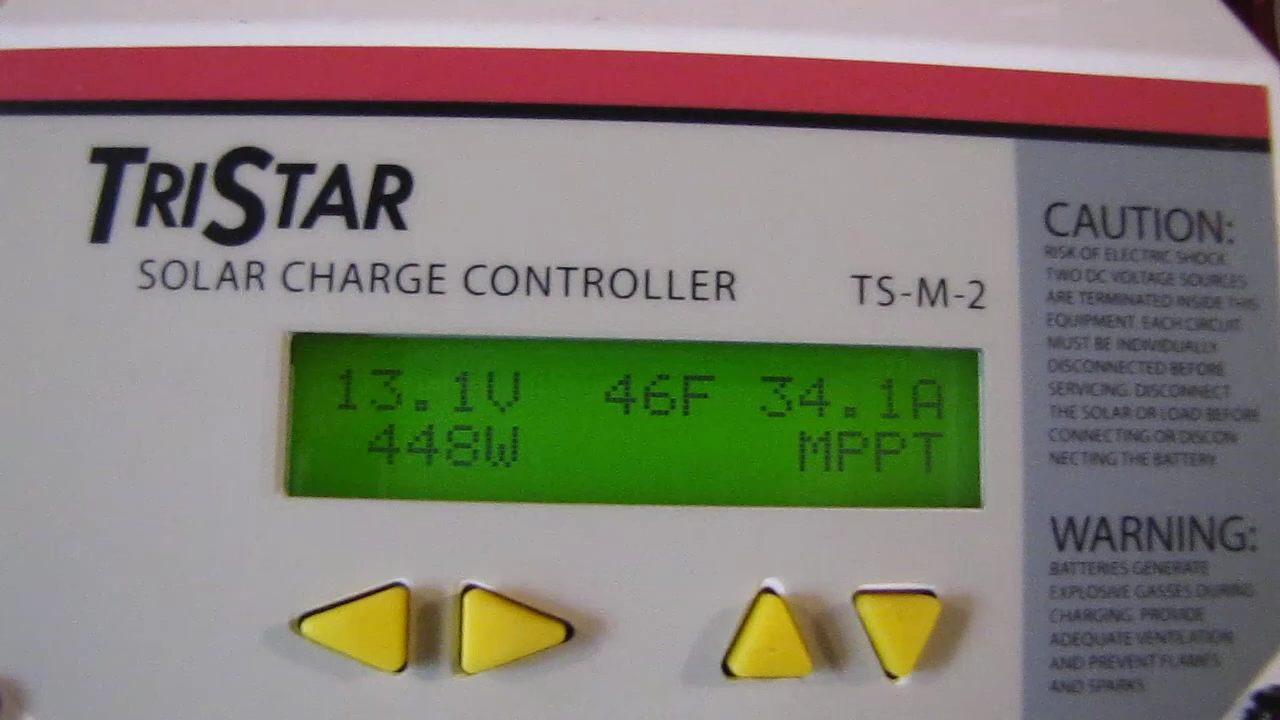 TRISTAR
SOLAR CHARGE CONTROLLER
TS-M-2
13.1V 46F 34.1A
448W MPPT
CAUTION:
RISK OF ELECTRIC SHOCK
TWO DC VOLTAGE SOURCES
ARE TERMINATED INSIDE THIS
EQUIPMENT. EACH CIRCUIT
MUST BE INDIVIDUALLY
DISCONNECTED BEFORE
SERVICING. DISCONNECT
THE SOLAR OR LOAD BEFORE
CONNECTING OR DISCON
NECTING THE BATTERY
WARNING:
BATTERIES GENERATE
EXPLOSIVE GASSES DURING
CHARGING. PROVIDE
ADEQUATE VENTILATION
AND PREVENT FLAMES
AND SPARKS